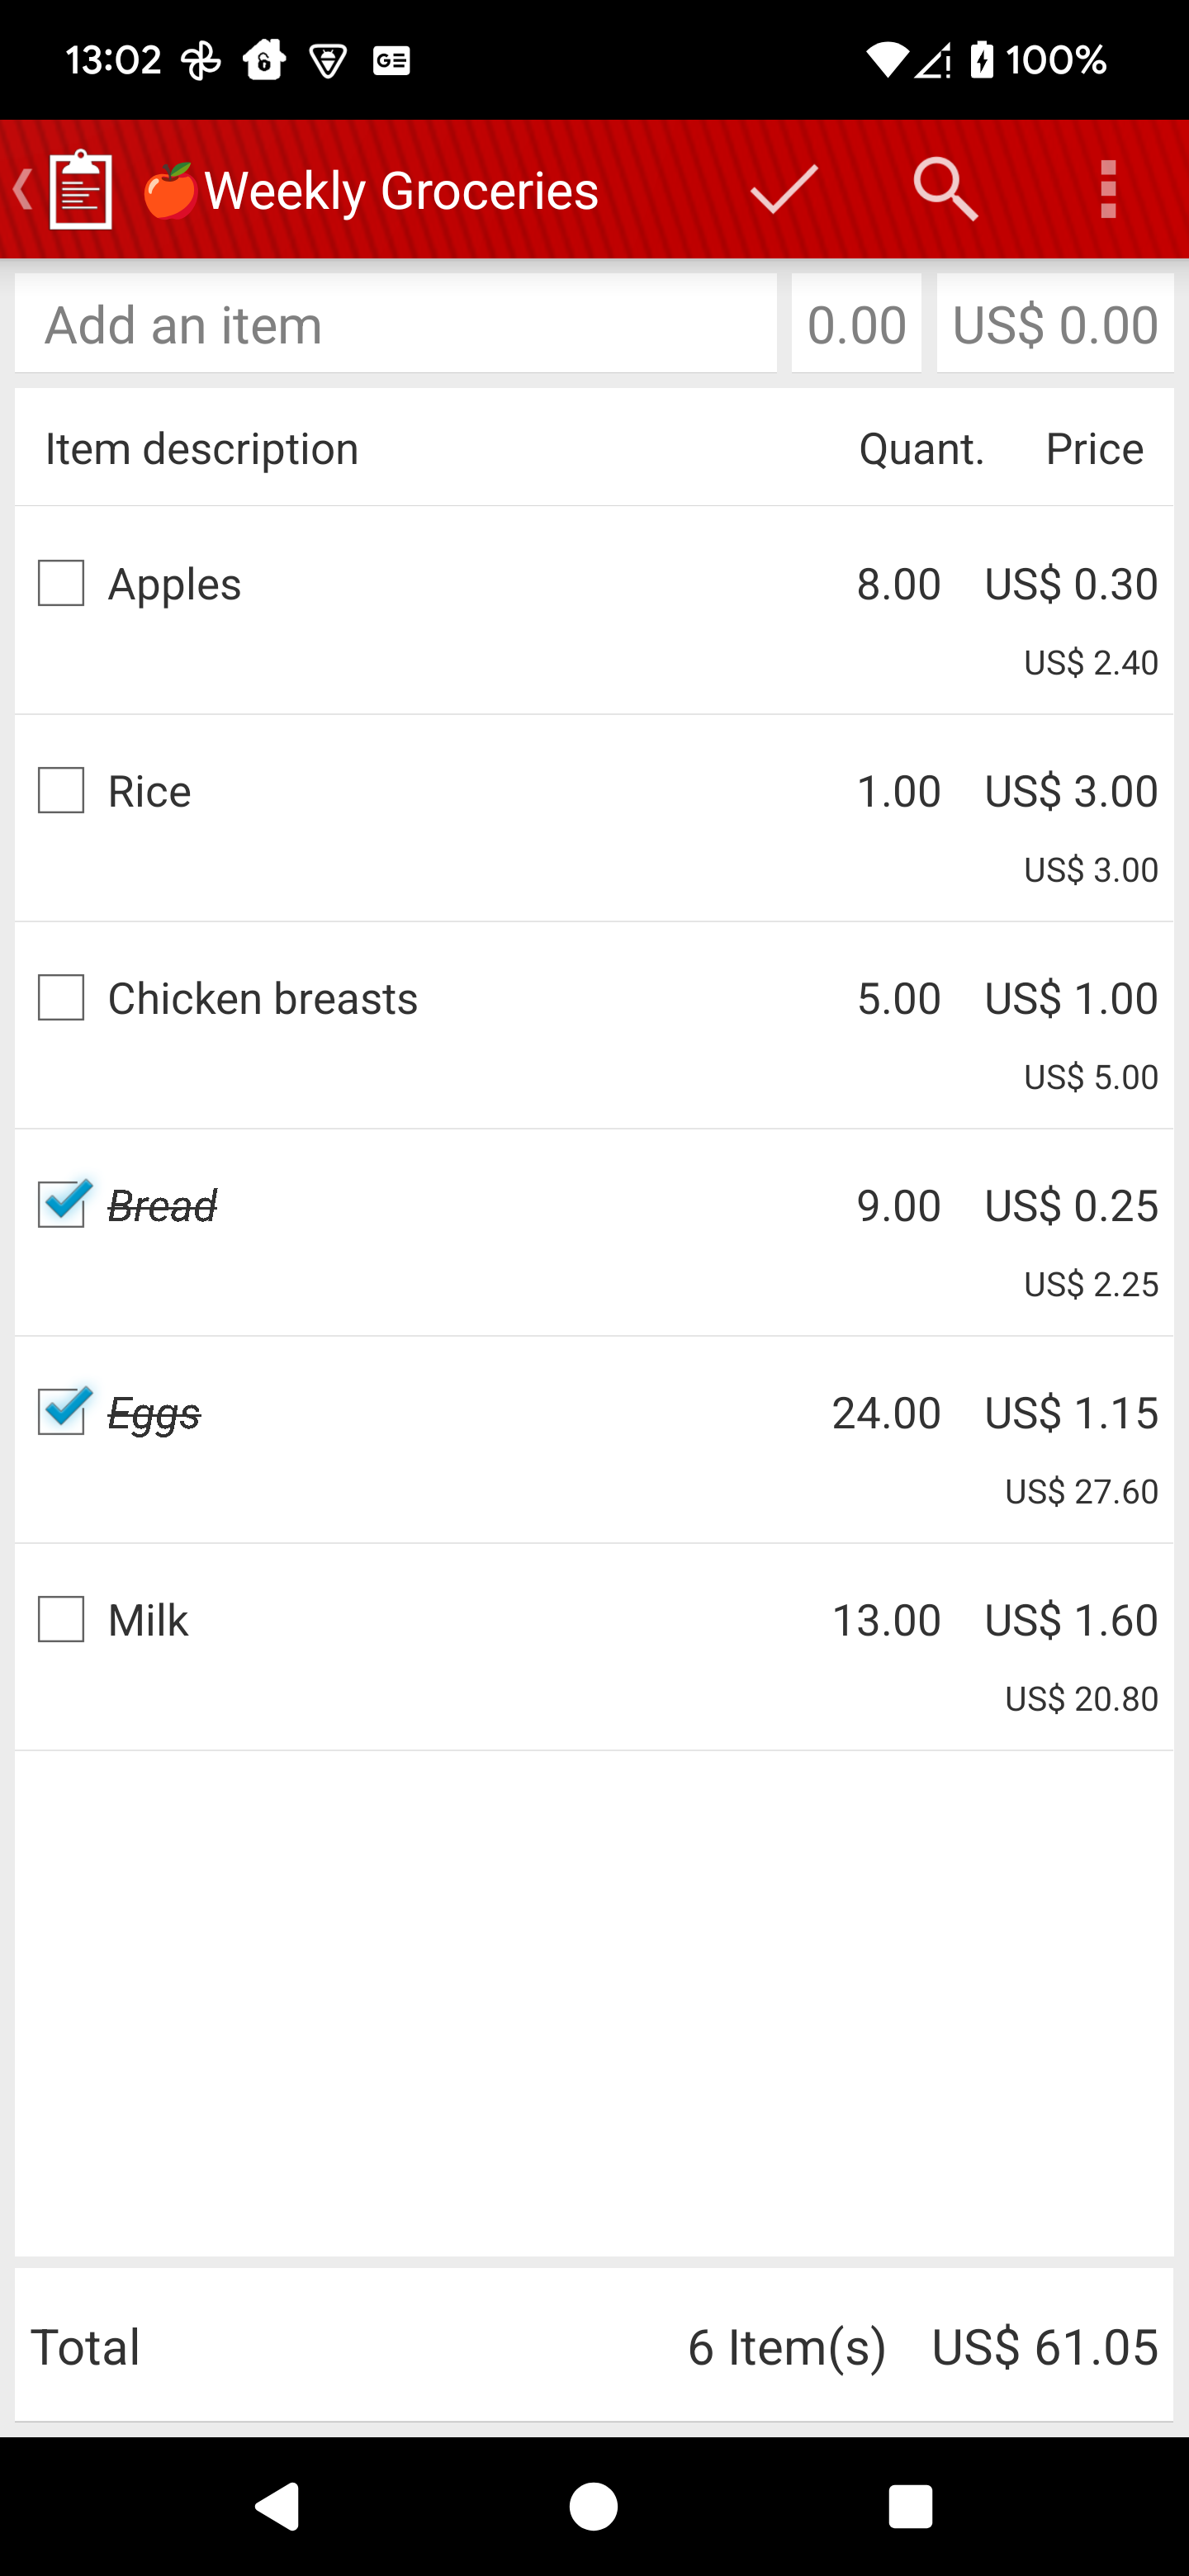 13:02 GE 100%
🍎Weekly Groceries
Add an item 0.00 US$ 0.00
Item description Quant. Price
Apples 8.00 US$ 0.30
US$ 2.40
Rice 1.00 US$ 3.00
US$ 3.00
Chicken breasts 5.00 US$ 1.00
US$ 5.00
Bread 9.00 US$ 0.25
US$ 2.25
Eggs 24.00 US$ 1.15
US$ 27.60
Milk 13.00 US$ 1.60
US$ 20.80
Total 6 Item(s) US$ 61.05